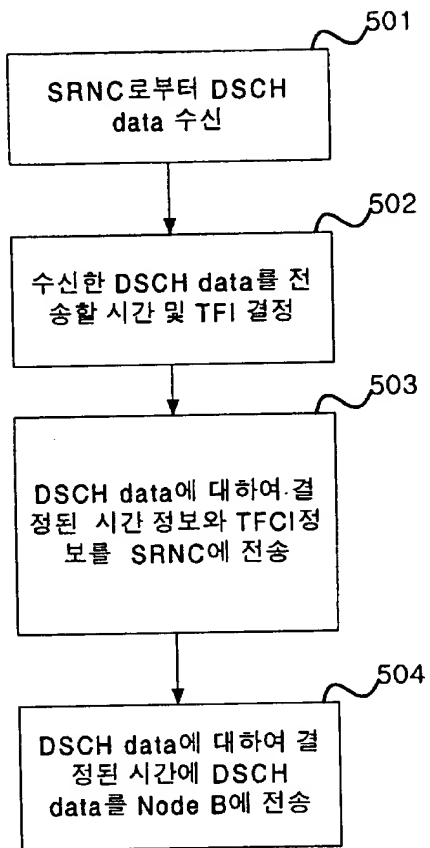 501
SRNC로부터 DSCH
data 수신
502
수신한 DSCH data를 전
송할 시간 및 TFI 결정
503
DSCH data에 대하여 결
정된 시간 정보와 TFCI정
보를 SRNC에 전송
504
DSCH data에 대하여 결
정된 시간에 DSCH
data를 Node B에 전송